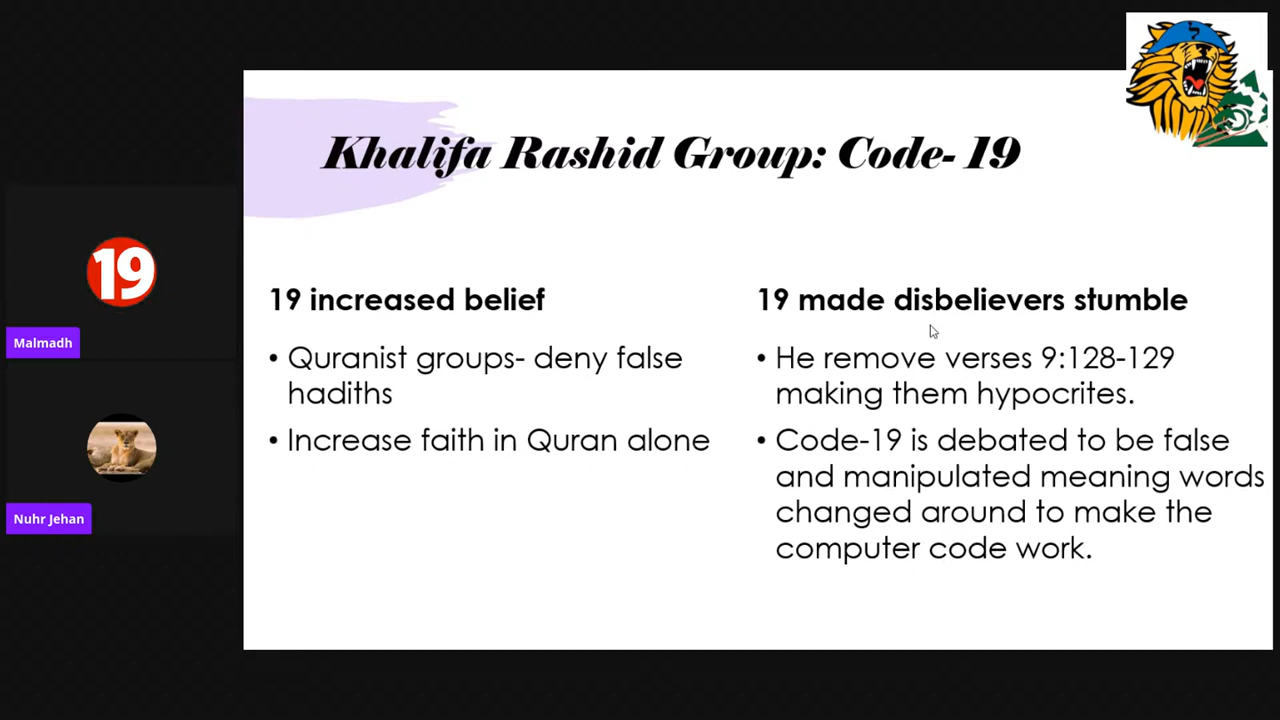 Khalifa Rashid Group: Code- 19
19
Malmadh
Nuhr Jehan
19 increased belief
• Quranist groups- deny false
hadiths
• Increase faith in Quran alone
19 made disbelievers stumble
• He remove verses 9:128-129
making them hypocrites.
• Code-19 is debated to be false
and manipulated meaning words
changed around to make the
computer code work.